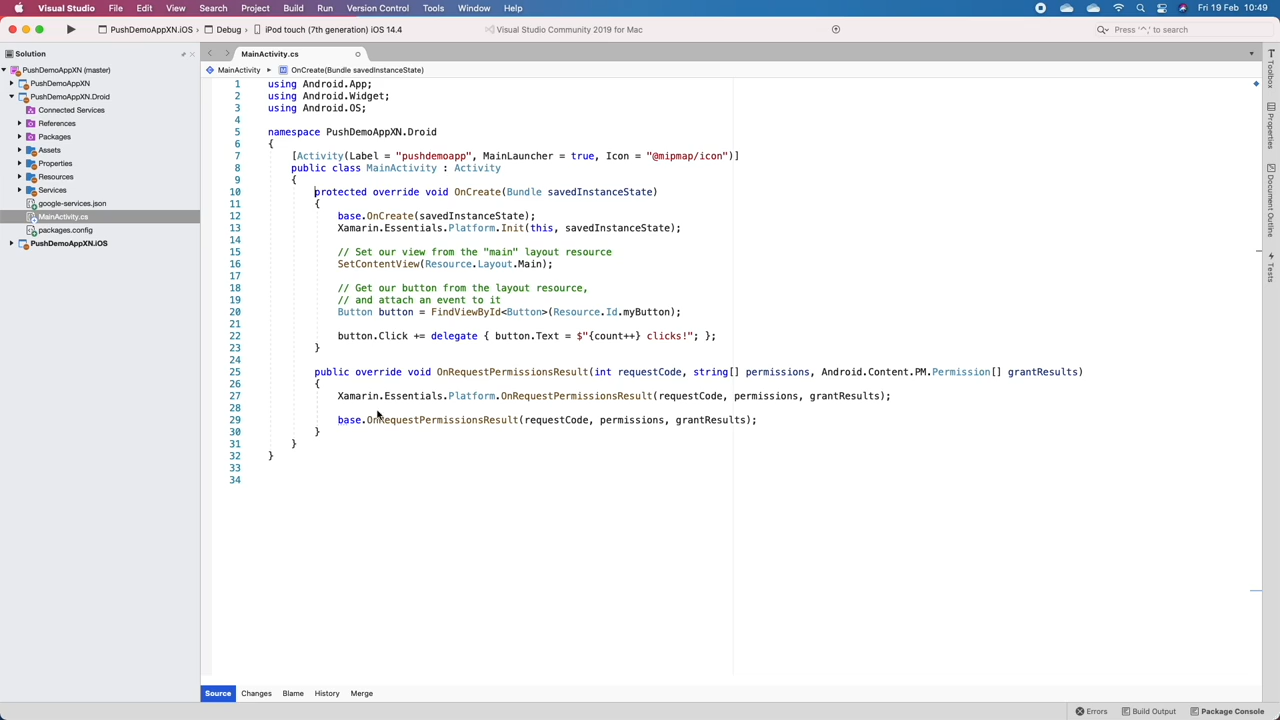 Visual Studio Community File Edit View Search Project Build Run Version Control Tools Window Help Fri 19 Feb 10:49
PushDemoAppXN.iOS › Debug › iPod touch (7th generation) iOS 14.4 Visual Studio Community 2019 for Mac Press '^,' to search
Solution
PushDemoAppXN (master)
PushDemoAppXN
PushDemoAppXN.Droid
Connected Services
References
Packages
Assets
Properties
Resources
Services
google-services.json
MainActivity.cs
packages.config
PushDemoAppXN.iOS
MainActivity.cs
MainActivity OnCreate(Bundle savedInstanceState)
1 using Android.App;
2 using Android.Widget;
3 using Android.OS;
4
5 namespace PushDemoAppXN.Droid
6 {
7 [Activity(Label = "pushdemoapp", MainLauncher = true, Icon = "@mipmap/icon")]
8 public class MainActivity : Activity
9 {
10 protected override void OnCreate(Bundle savedInstanceState)
11 {
12 base.OnCreate(savedInstanceState);
13 Xamarin.Essentials.Platform.Init(this, savedInstanceState);
14
15 // Set our view from the "main" layout resource
16 SetContentView(Resource.Layout.Main);
17
18 // Get our button from the layout resource,
19 // and attach an event to it
20 Button button = FindViewById<Button>(Resource.Id.myButton);
21
22 button.Click += delegate { button.Text = $"{count++} clicks!"; };
23 }
24
25 public override void OnRequestPermissionsResult(int requestCode, string[] permissions, Android.Content.PM.Permission[] grantResults)
26 {
27 Xamarin.Essentials.Platform.OnRequestPermissionsResult(requestCode, permissions, grantResults);
28
29 base.OnRequestPermissionsResult(requestCode, permissions, grantResults);
30 }
31 }
32 }
33
34
Toolbox
Properties
Document Outline
Tests
Source Changes Blame History Merge
Errors Build Output Package Console